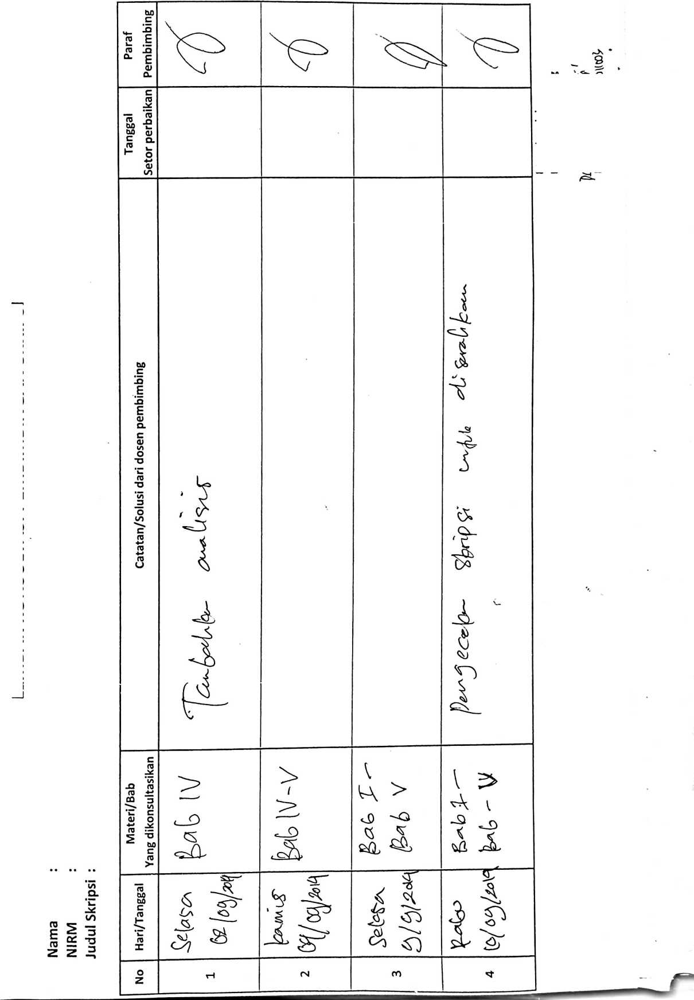 Nama :
NIRM :
Judul Skripsi :
No
Hari/Tanggal
Materi/Bab
Yang dikonsultasikan
Catatan/Solusi dari dosen pembimbing
Tanggal
Setor perbaikan
Paraf
Pembimbing
1
Selasa
02/09/2019
Bab IV
Tambahkan analisis
2
kamis
09/2019
Bab IV-V
3
Selasa
9/9/2019
Bab I -
Bab V
4
Rabu
10/09/2019
Bab I -
Bab - IV
Pengecekan Skripsi untuk diserahkan